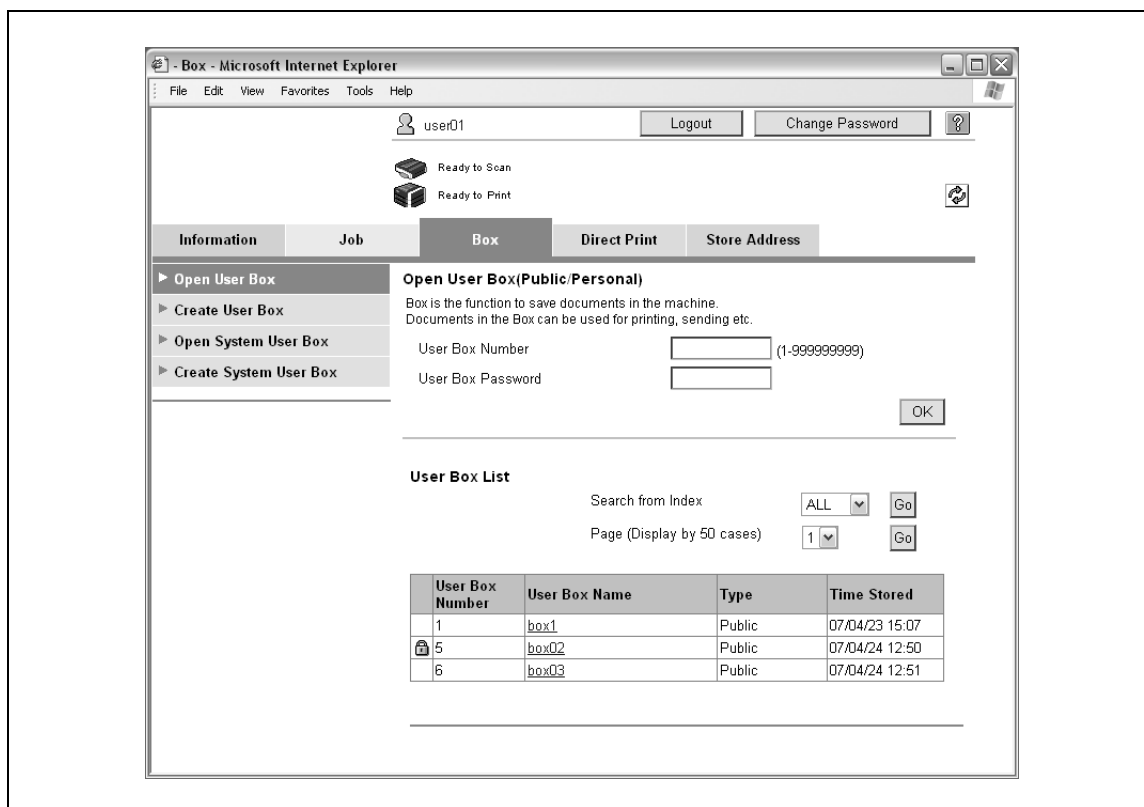 - Box - Microsoft Internet Explorer
File Edit View Favorites Tools Help
user01 Logout Change Password ?
Ready to Scan
Ready to Print
Information Job Box Direct Print Store Address
Open User Box
Create User Box
Open System User Box
Create System User Box
Open User Box(Public/Personal)
Box is the function to save documents in the machine.
Documents in the Box can be used for printing, sending etc.
User Box Number (1-999999999)
User Box Password
OK
User Box List
Search from Index ALL Go
Page (Display by 50 cases) 1 Go
User Box Number User Box Name Type Time Stored
1 box1 Public 07/04/23 15:07
5 box02 Public 07/04/24 12:50
6 box03 Public 07/04/24 12:51